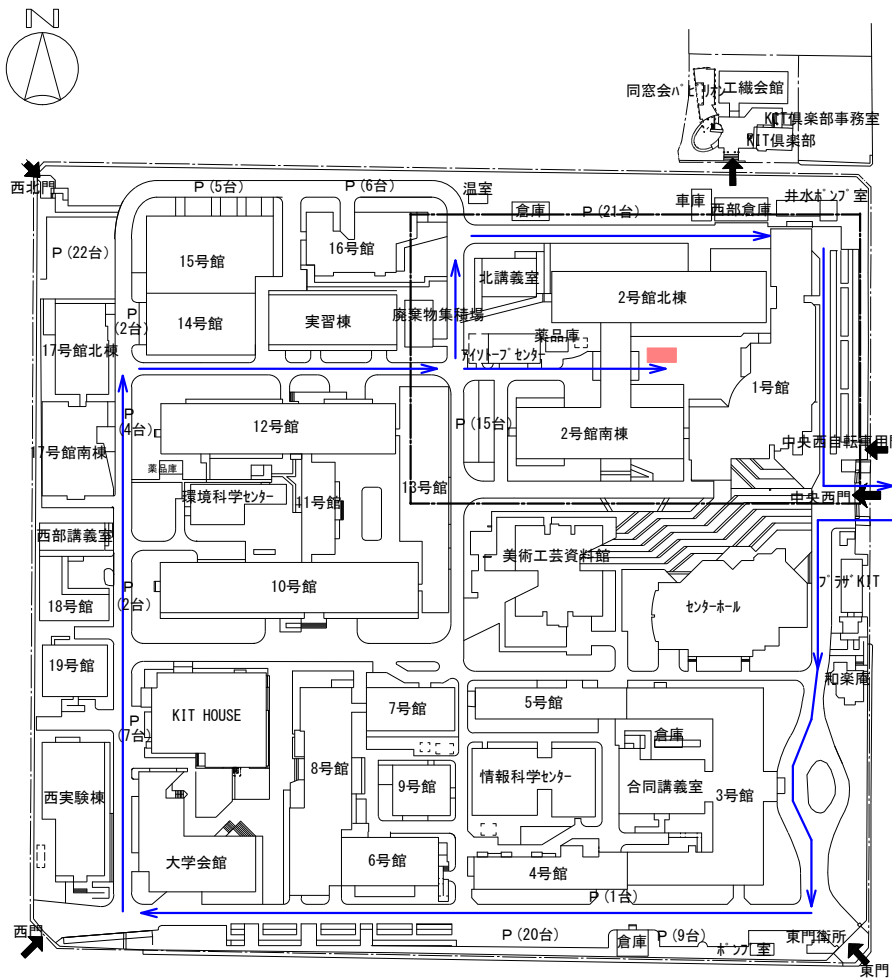 N
同窓会パビリオン
工繊会館
KIT倶楽部事務室
KIT倶楽部
西北門
P (5台)
P (6台)
温室
倉庫
P (21台)
車庫
西部倉庫
井水ポンプ室
P (22台)
15号館
16号館
北講義室
2号館北棟
P
(2台)
14号館
実習棟
廃棄物集積場
薬品庫
アイソトープセンター
17号館北棟
1号館
P
(4台)
12号館
P (15台)
2号館南棟
17号館南棟
中央西自転車用門
薬品庫
環境科学センター
11号館
13号館
中央西門
西部講義室
美術工芸資料館
10号館
P
(2台)
18号館
センターホール
プラザKIT
19号館
和楽庵
KIT HOUSE
7号館
5号館
P
(7台)
倉庫
8号館
9号館
情報科学センター
合同講義室
3号館
西実験棟
大学会館
6号館
4号館
P (1台)
西門
P (20台)
倉庫
P (9台)
ポンプ室
東門衛所
東門